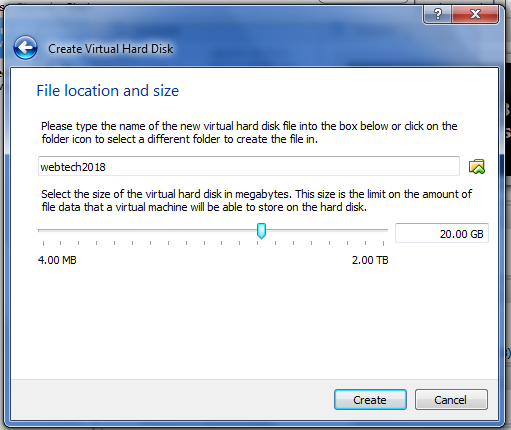 ?
Create Virtual Hard Disk
File location and size
Please type the name of the new virtual hard disk file into the box below or click on the
folder icon to select a different folder to create the file in.
webtech2018
Select the size of the virtual hard disk in megabytes. This size is the limit on the amount of
file data that a virtual machine will be able to store on the hard disk.
20.00 GB
4.00 MB 2.00 TB
Create Cancel